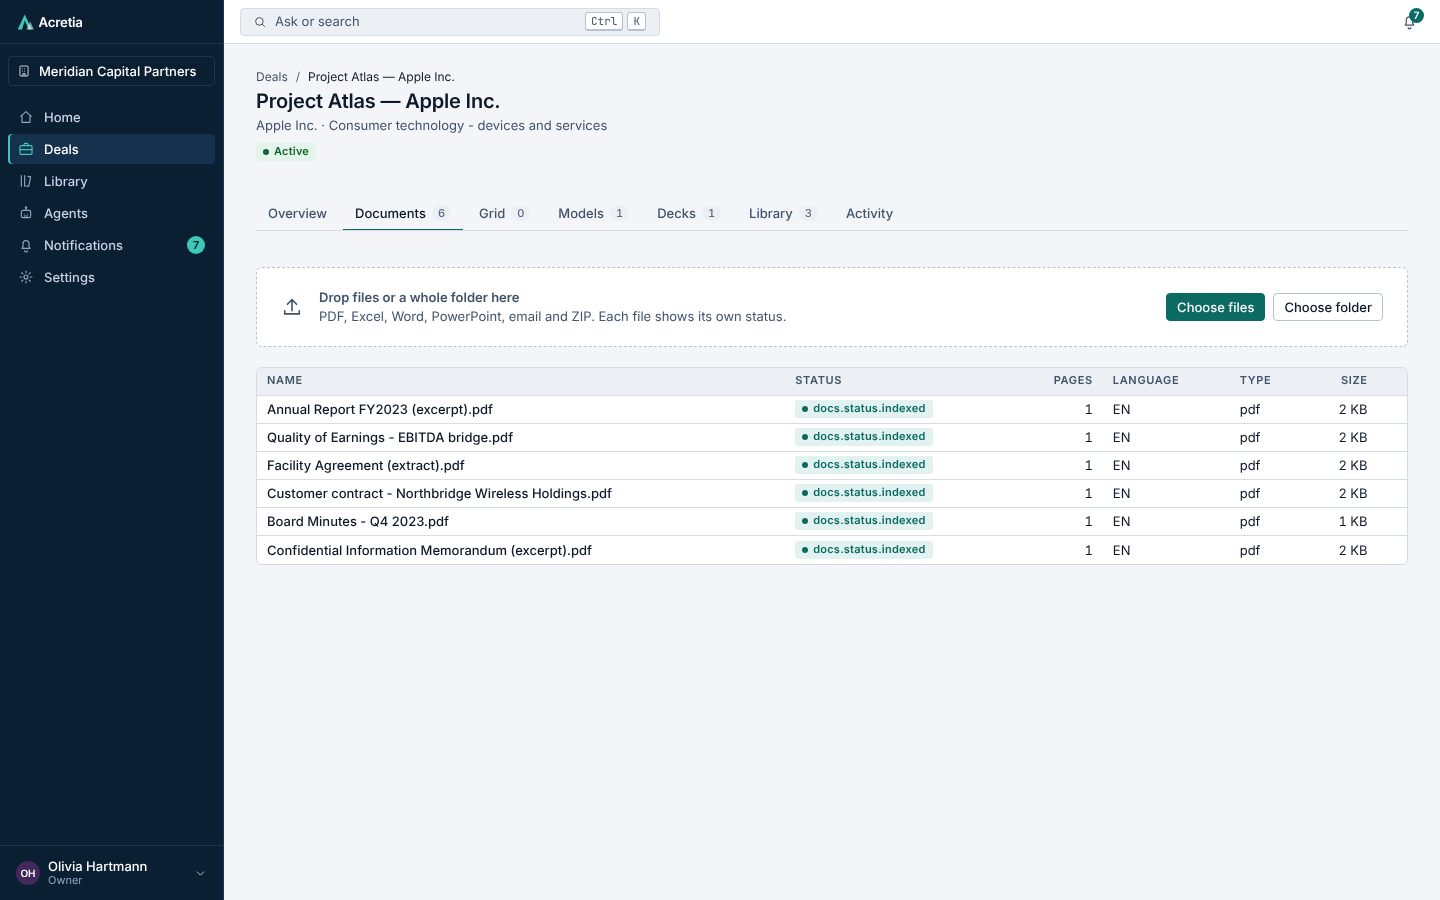 Acretia
Ask or search
Ctrl K
7
Meridian Capital Partners
Home
Deals
Library
Agents
Notifications 7
Settings
Deals / Project Atlas — Apple Inc.
Project Atlas — Apple Inc.
Apple Inc. · Consumer technology - devices and services
Active
Overview Documents 6 Grid 0 Models 1 Decks 1 Library 3 Activity
Drop files or a whole folder here
PDF, Excel, Word, PowerPoint, email and ZIP. Each file shows its own status.
Choose files Choose folder
NAME STATUS PAGES LANGUAGE TYPE SIZE
Annual Report FY2023 (excerpt).pdf docs.status.indexed 1 EN pdf 2 KB
Quality of Earnings - EBITDA bridge.pdf docs.status.indexed 1 EN pdf 2 KB
Facility Agreement (extract).pdf docs.status.indexed 1 EN pdf 2 KB
Customer contract - Northbridge Wireless Holdings.pdf docs.status.indexed 1 EN pdf 2 KB
Board Minutes - Q4 2023.pdf docs.status.indexed 1 EN pdf 1 KB
Confidential Information Memorandum (excerpt).pdf docs.status.indexed 1 EN pdf 2 KB
OH Olivia Hartmann
Owner